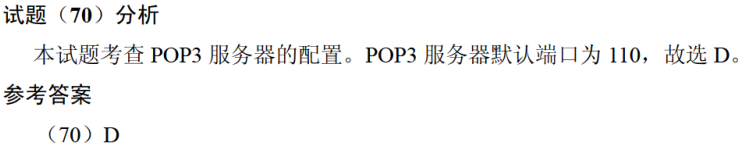 试题（70）分析
本试题考查 POP3 服务器的配置。POP3 服务器默认端口为 110，故选 D。
参考答案
（70）D